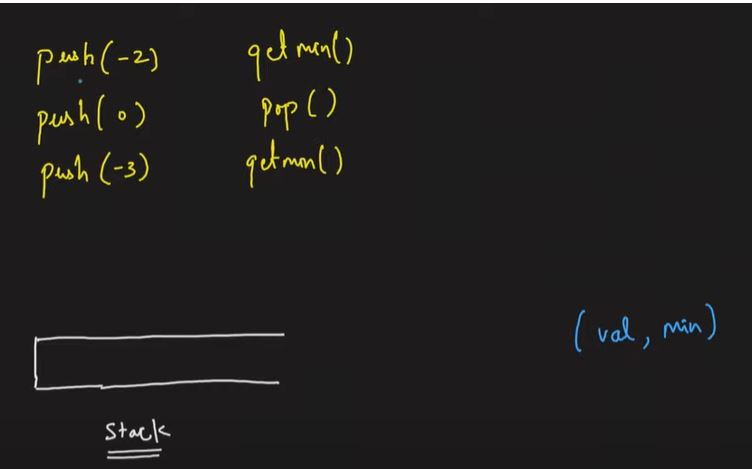 push(-2)
push(0)
push(-3)
getmin()
pop()
getmin()
(val, min)
Stack